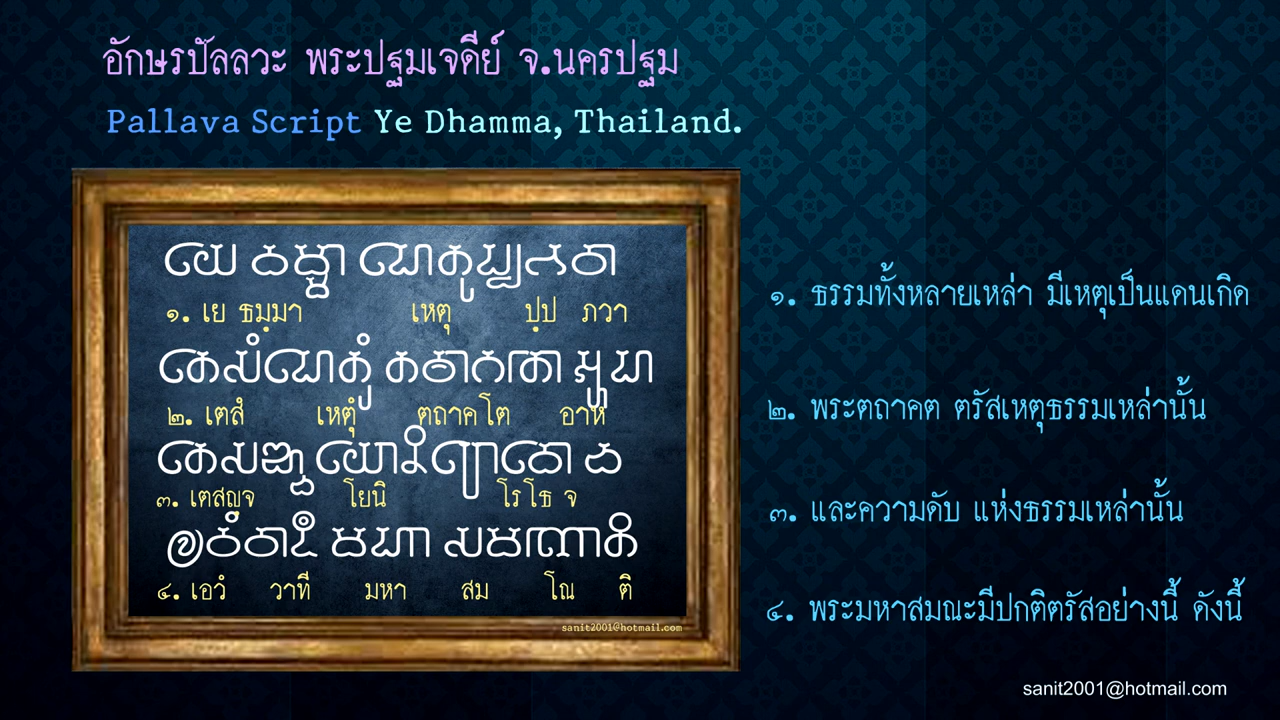 อักษรปัลลวะ พระปฐมเจดีย์ จ.นครปฐม
Pallava Script Ye Dhamma, Thailand.
๑. เย ธมฺมา เหตุ ปฺป ภวา
๒. เตสํ เหตุํ ตถาคโต อาห
๓. เตสญฺจ โยนิ โรโธ จ
๔. เอวํ วาที มหา สม โณ ติ
sanit2001@hotmail.com
๑. ธรรมทั้งหลายเหล่า มีเหตุเป็นแดนเกิด
๒. พระตถาคต ตรัสเหตุธรรมเหล่านั้น
๓. และความดับ แห่งธรรมเหล่านั้น
๔. พระมหาสมณะมีปกติตรัสอย่างนี้ ดังนี้
sanit2001@hotmail.com